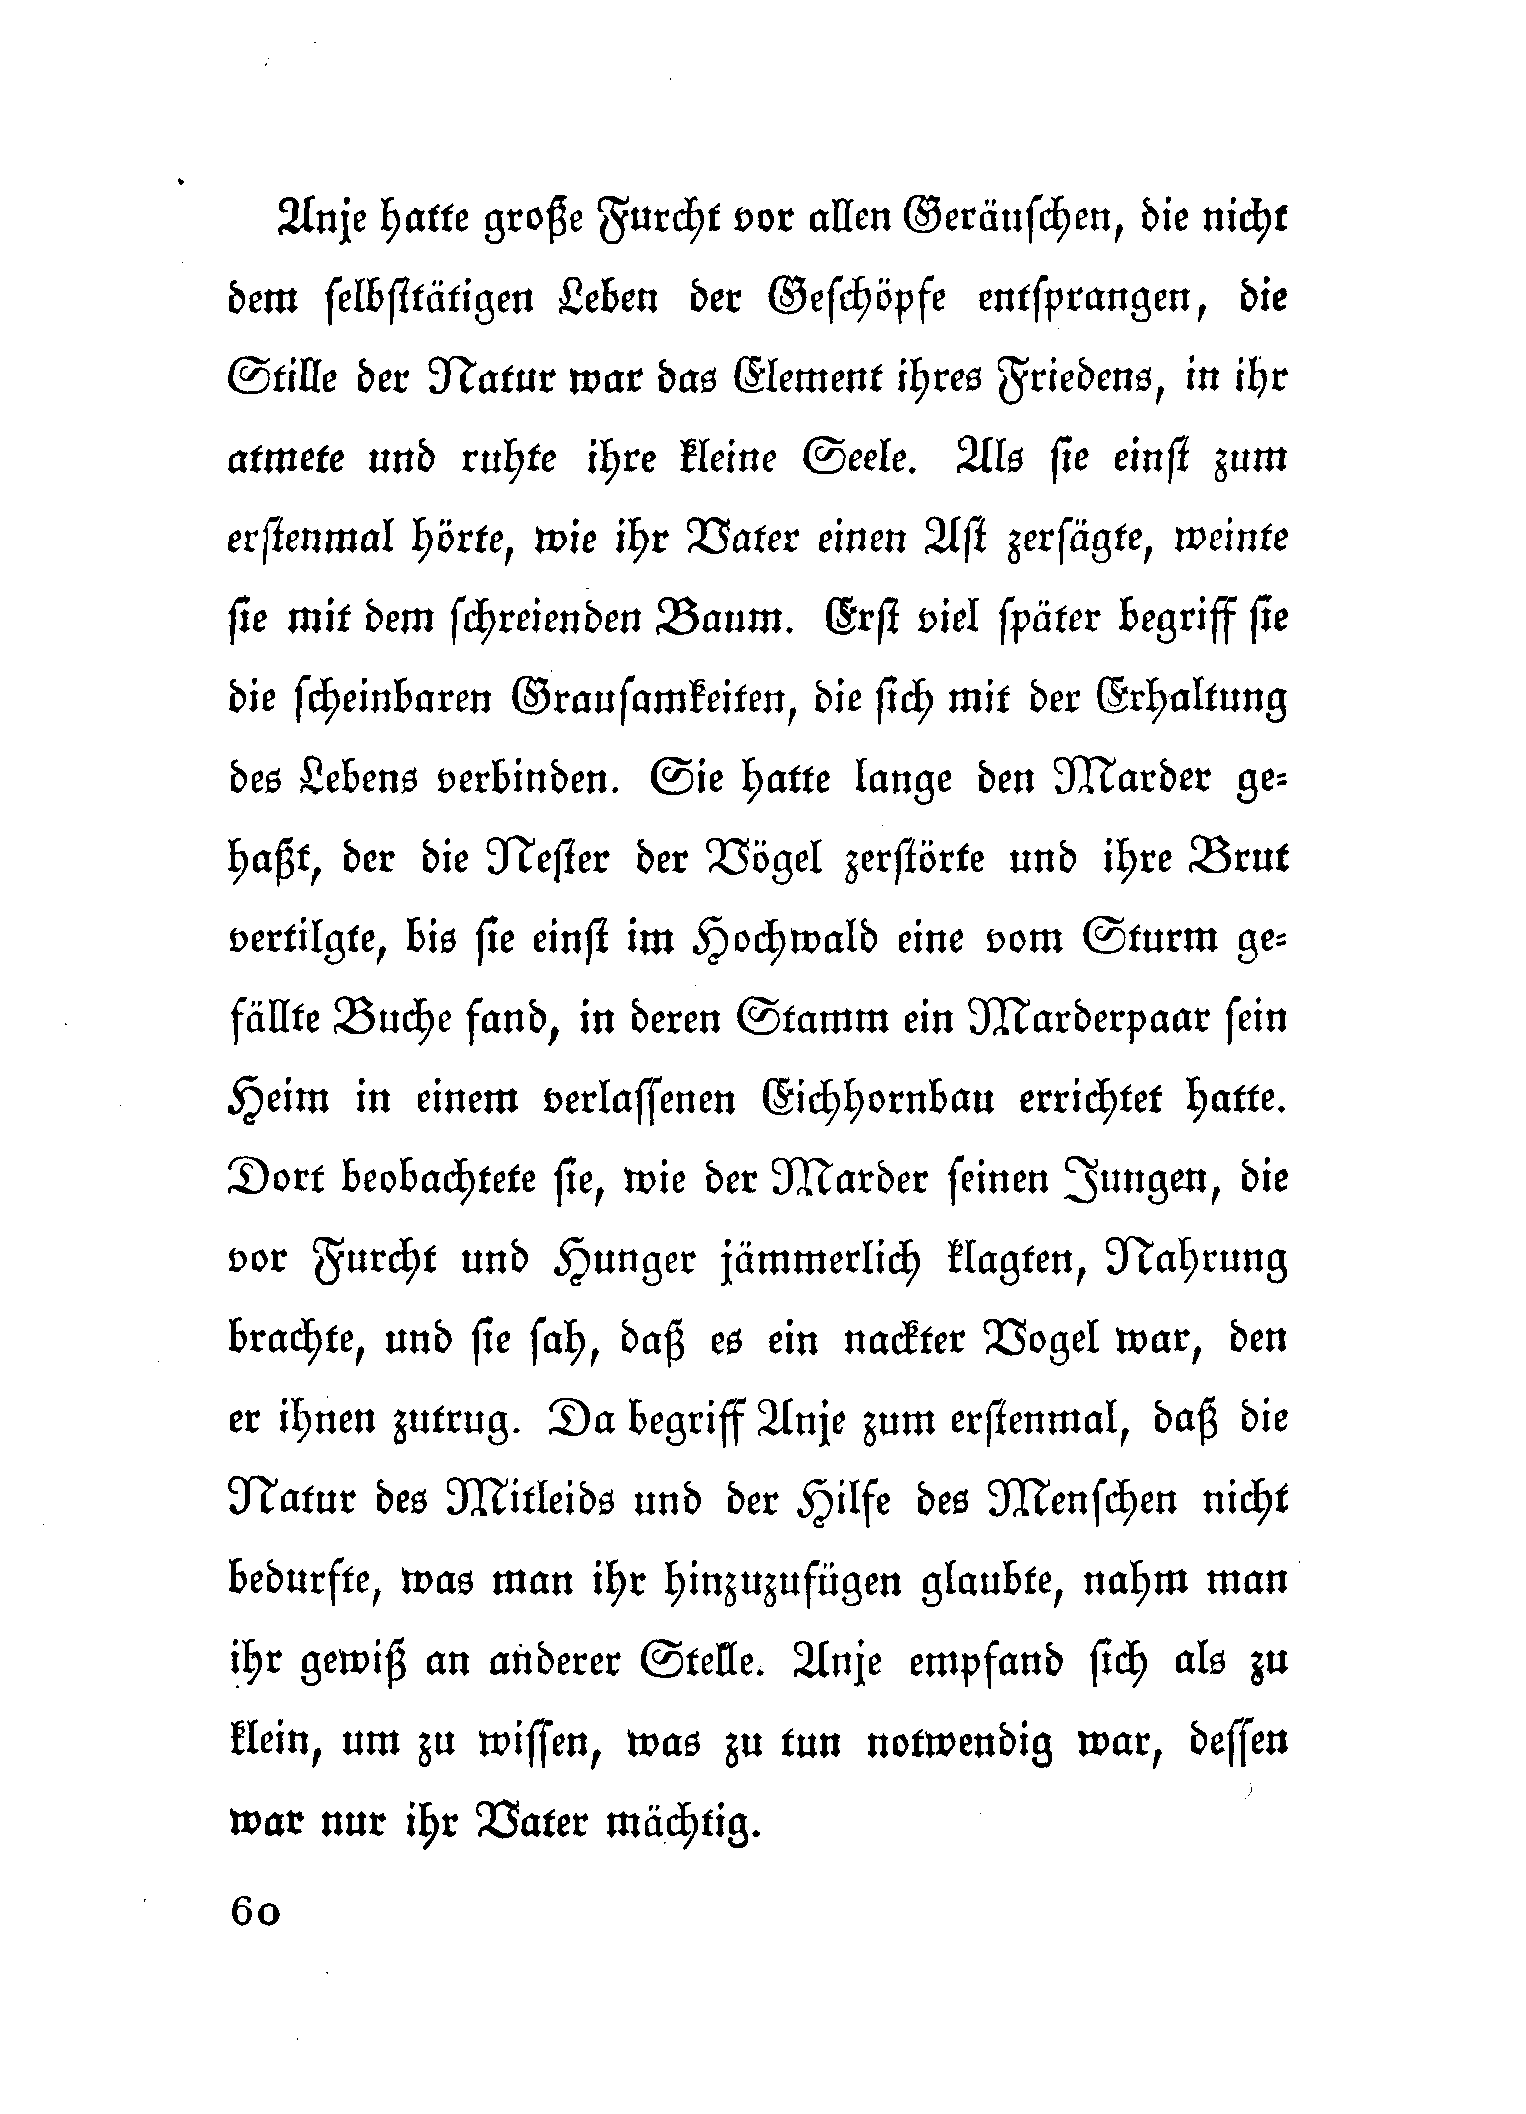 Anje hatte große Furcht vor allen Geräuschen, die nicht
dem selbsttätigen Leben der Geschöpfe entsprangen, die
Stille der Natur war das Element ihres Friedens, in ihr
atmete und ruhte ihre kleine Seele. Als sie einst zum
erstenmal hörte, wie ihr Vater einen Ast zersägte, weinte
sie mit dem schreienden Baum. Erst viel später begriff sie
die scheinbaren Grausamkeiten, die sich mit der Erhaltung
des Lebens verbinden. Sie hatte lange den Marder ge-
haßt, der die Nester der Vögel zerstörte und ihre Brut
vertilgte, bis sie einst im Hochwald eine vom Sturm ge-
fällte Buche fand, in deren Stamm ein Marderpaar sein
Heim in einem verlassenen Eichhornbau errichtet hatte.
Dort beobachtete sie, wie der Marder seinen Jungen, die
vor Furcht und Hunger jämmerlich klagten, Nahrung
brachte, und sie sah, daß es ein nackter Vogel war, den
er ihnen zutrug. Da begriff Anje zum erstenmal, daß die
Natur des Mitleids und der Hilfe des Menschen nicht
bedurfte, was man ihr hinzuzufügen glaubte, nahm man
ihr gewiß an anderer Stelle. Anje empfand sich als zu
klein, um zu wissen, was zu tun notwendig war, dessen
war nur ihr Vater mächtig.
60